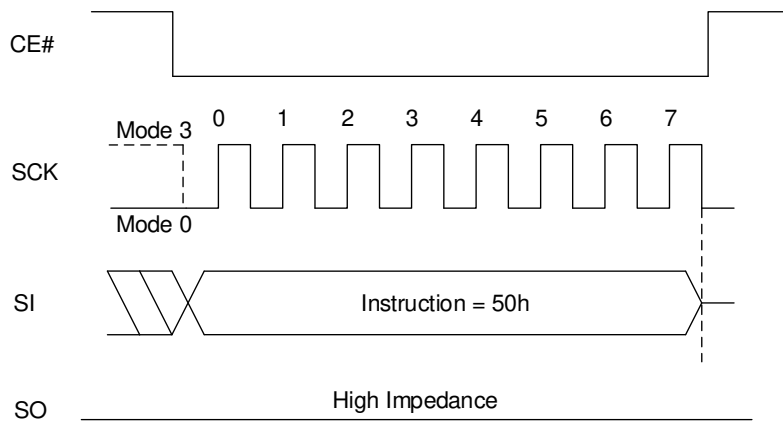 CE#
Mode 3 0 1 2 3 4 5 6 7
SCK
Mode 0
SI Instruction = 50h
SO High Impedance